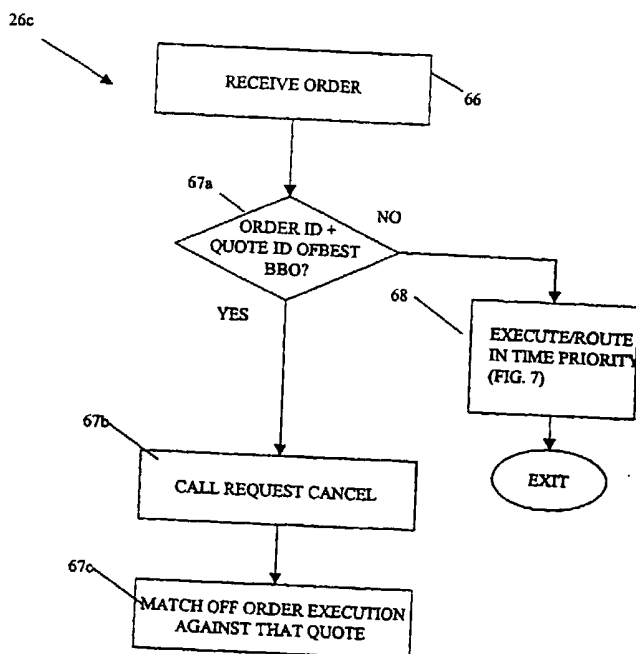 26c
RECEIVE ORDER
66
67a
ORDER ID +
QUOTE ID OFBEST
BBO?
NO
YES
68
EXECUTE/ROUTE
IN TIME PRIORITY
(FIG. 7)
EXIT
67b
CALL REQUEST CANCEL
67c
MATCH OFF ORDER EXECUTION
AGAINST THAT QUOTE